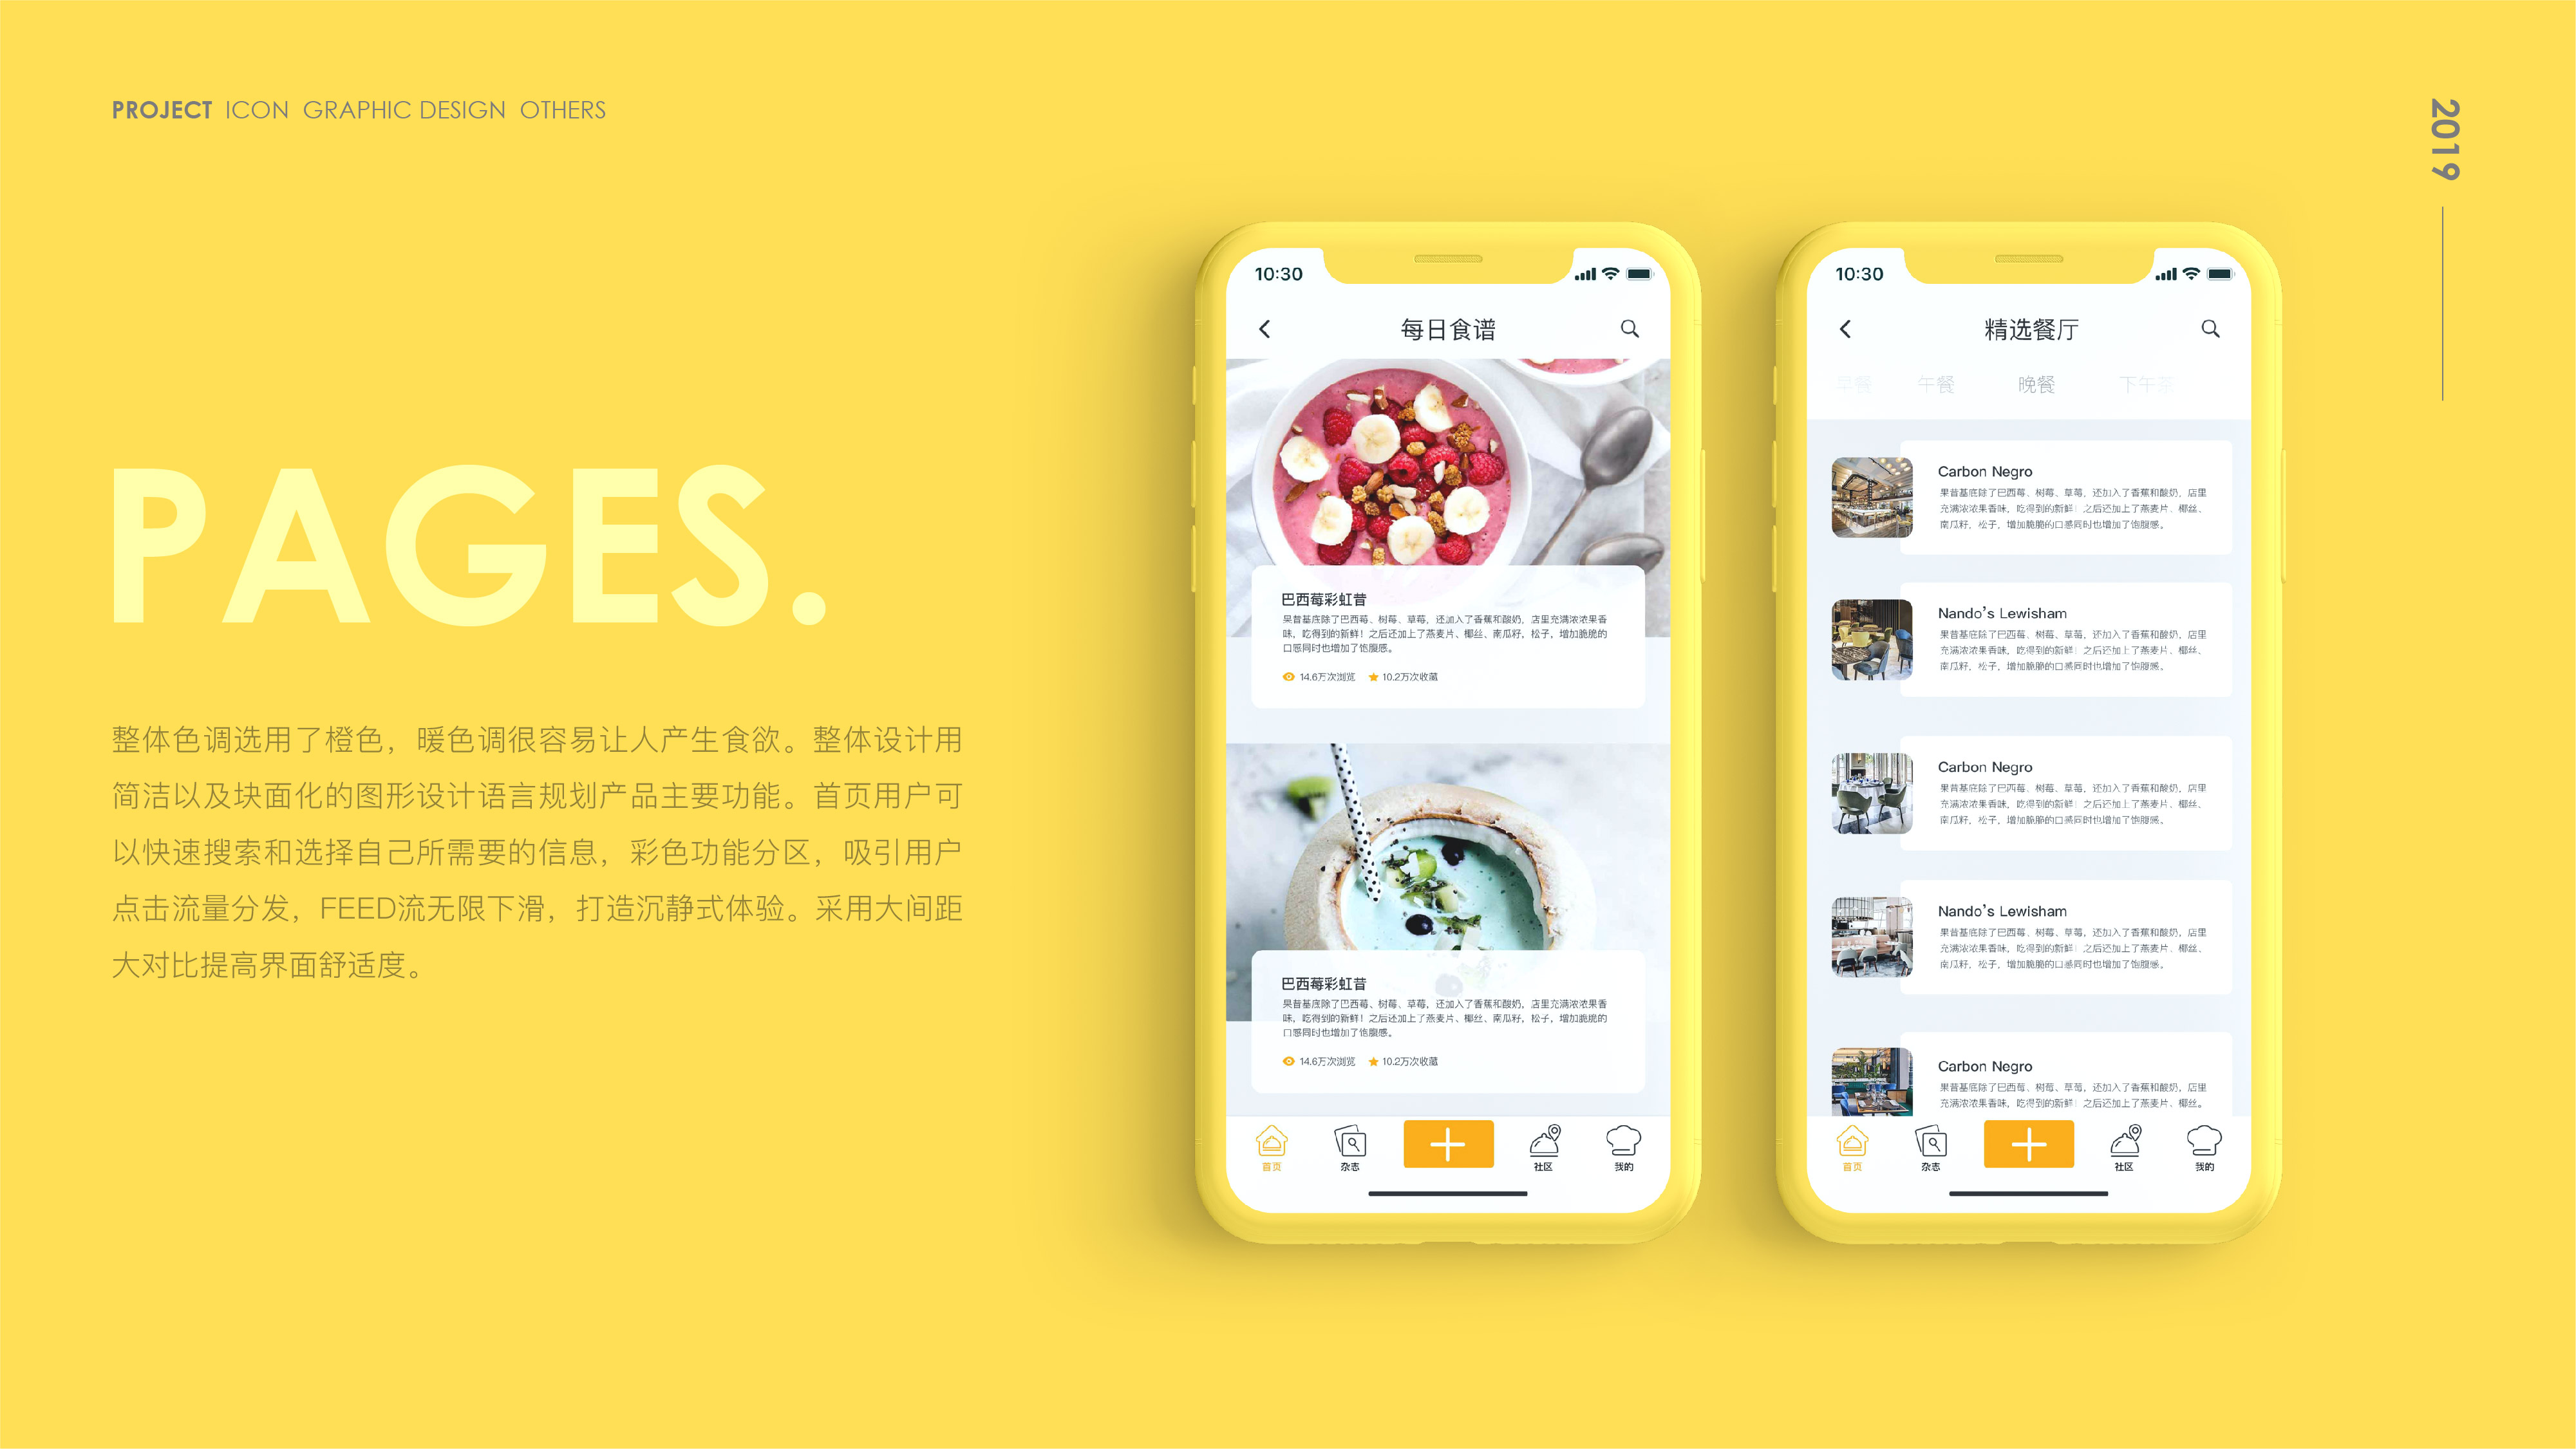 PROJECT ICON GRAPHIC DESIGN OTHERS
2019
PAGES.
整体色调选用了橙色，暖色调很容易让人产生食欲。整体设计用
简洁以及块面化的图形设计语言规划产品主要功能。首页用户可
以快速搜索和选择自己所需要的信息，彩色功能分区，吸引用户
点击流量分发，FEED流无限下滑，打造沉静式体验。采用大间距
大对比提高界面舒适度。
10:30
每日食谱
巴西莓彩虹昔
果昔基底除了巴西莓、树莓、草莓，还加入了香蕉和酸奶，店里充满浓浓果香
味，吃得到的新鲜！之后还加上了燕麦片、椰丝、南瓜籽，松子，增加脆脆的
口感同时也增加了饱腹感。
14.6万次浏览 10.2万次收藏
巴西莓彩虹昔
果昔基底除了巴西莓、树莓、草莓，还加入了香蕉和酸奶，店里充满浓浓果香
味，吃得到的新鲜！之后还加上了燕麦片、椰丝、南瓜籽，松子，增加脆脆的
口感同时也增加了饱腹感。
14.6万次浏览 10.2万次收藏
首页 杂志 社区 我的
10:30
精选餐厅
早餐 午餐 晚餐 下午茶
Carbon Negro
果昔基底除了巴西莓、树莓、草莓，还加入了香蕉和酸奶，店里
充满浓浓果香味，吃得到的新鲜！之后还加上了燕麦片、椰丝、
南瓜籽，松子，增加脆脆的口感同时也增加了饱腹感。
Nando's Lewisham
果昔基底除了巴西莓、树莓、草莓，还加入了香蕉和酸奶，店里
充满浓浓果香味，吃得到的新鲜！之后还加上了燕麦片、椰丝、
南瓜籽，松子，增加脆脆的口感同时也增加了饱腹感。
Carbon Negro
果昔基底除了巴西莓、树莓、草莓，还加入了香蕉和酸奶，店里
充满浓浓果香味，吃得到的新鲜！之后还加上了燕麦片、椰丝、
南瓜籽，松子，增加脆脆的口感同时也增加了饱腹感。
Nando's Lewisham
果昔基底除了巴西莓、树莓、草莓，还加入了香蕉和酸奶，店里
充满浓浓果香味，吃得到的新鲜！之后还加上了燕麦片、椰丝、
南瓜籽，松子，增加脆脆的口感同时也增加了饱腹感。
Carbon Negro
果昔基底除了巴西莓、树莓、草莓，还加入了香蕉和酸奶，店里
充满浓浓果香味，吃得到的新鲜！之后还加上了燕麦片、椰丝。
首页 杂志 社区 我的